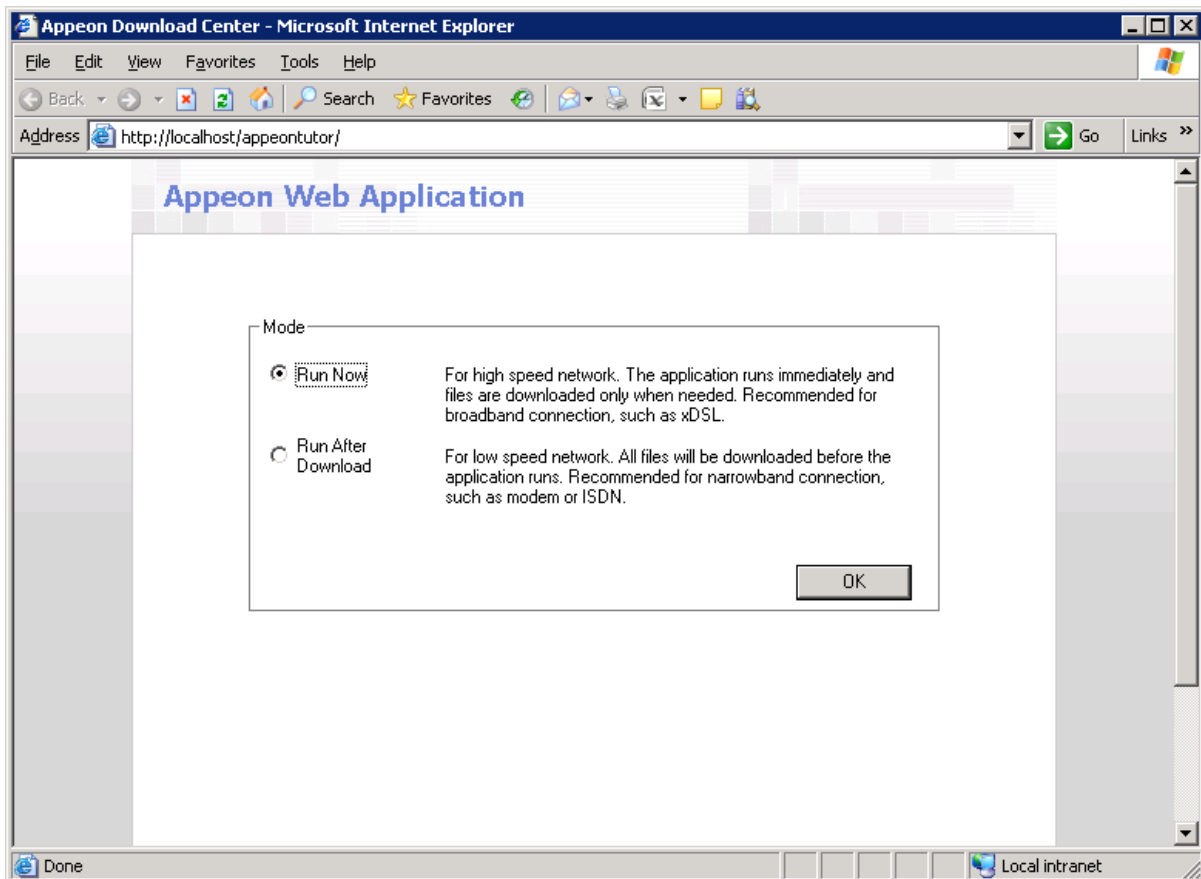 Appeon Download Center - Microsoft Internet Explorer
File Edit View Favorites Tools Help
Back Search Favorites
Address http://localhost/appeontutor/ Go Links »
Appeon Web Application
Mode
Run Now
For high speed network. The application runs immediately and
files are downloaded only when needed. Recommended for
broadband connection, such as xDSL.
Run After
Download
For low speed network. All files will be downloaded before the
application runs. Recommended for narrowband connection,
such as modem or ISDN.
OK
Done Local intranet